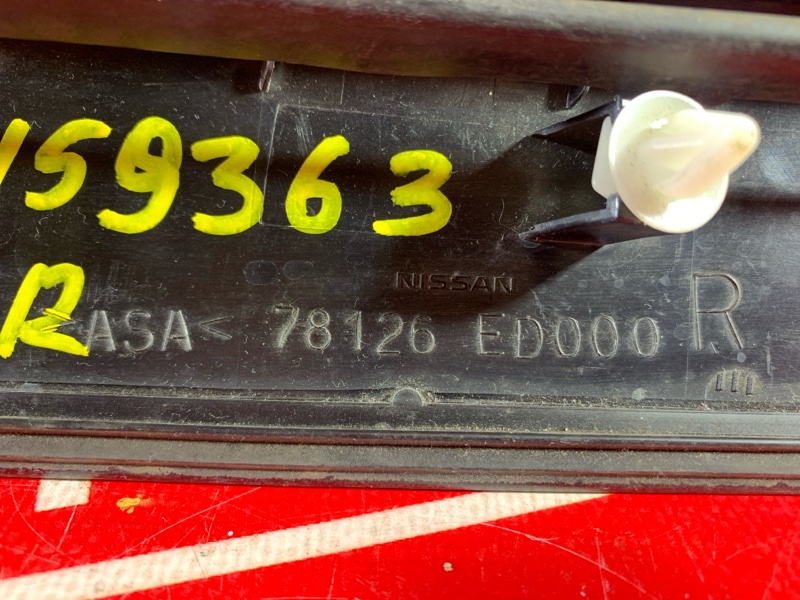 159363
NISSAN
R >ASA< 78126 ED000 R